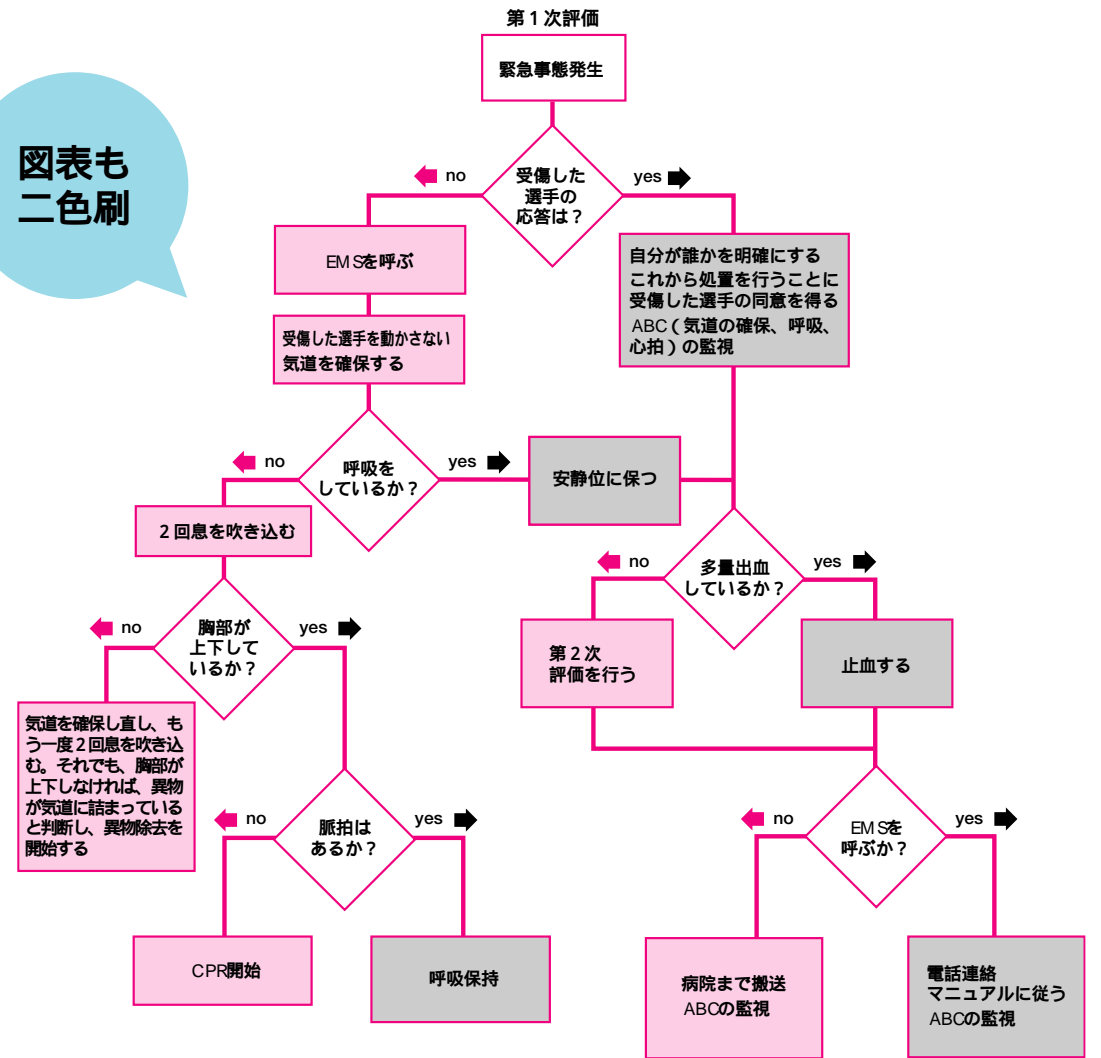 第1次評価
緊急事態発生
図表も
二色刷
受傷した
選手の
応答は？
no
yes
EMSを呼ぶ
自分が誰かを明確にする
これから処置を行うことに
受傷した選手の同意を得る
ABC（気道の確保、呼吸、
心拍）の監視
受傷した選手を動かさない
気道を確保する
呼吸を
しているか？
no
yes
安静位に保つ
2回息を吹き込む
多量出血
しているか？
no
yes
胸部が
上下して
いるか？
no
yes
第2次
評価を行う
止血する
気道を確保し直し、も
う一度2回息を吹き込
む。それでも、胸部が
上下しなければ、異物
が気道に詰まっている
と判断し、異物除去を
開始する
脈拍は
あるか？
no
yes
EMSを
呼ぶか？
no
yes
CPR開始
呼吸保持
病院まで搬送
ABCの監視
電話連絡
マニュアルに従う
ABCの監視